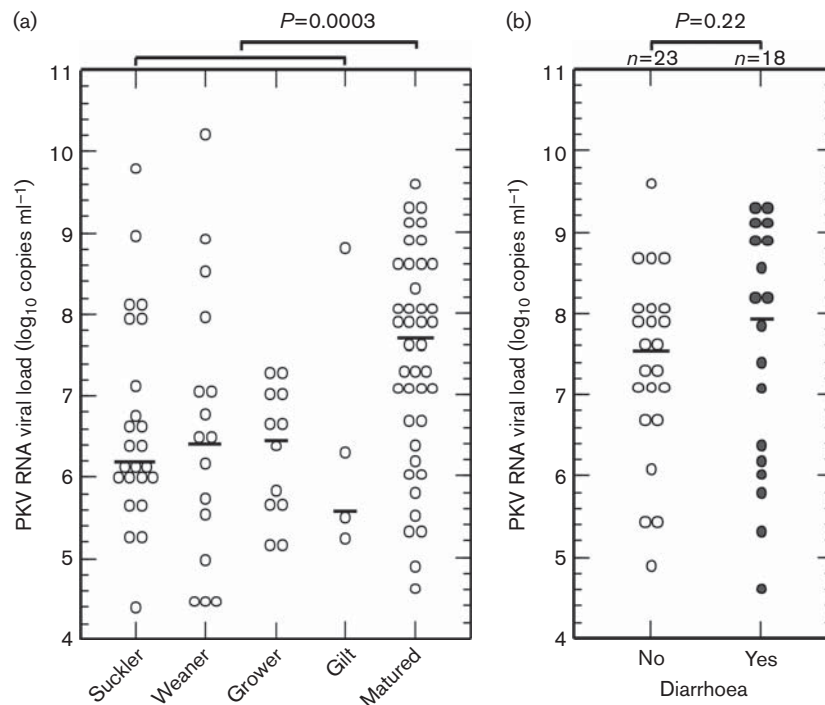 (a)
P=0.0003
11
10
9
8
7
6
5
4
PKV RNA viral load (log₁₀ copies ml⁻¹)
Suckler
Weaner
Grower
Gilt
Matured
(b)
P=0.22
n=23 n=18
11
10
9
8
7
6
5
4
PKV RNA viral load (log₁₀ copies ml⁻¹)
No Yes
Diarrhoea